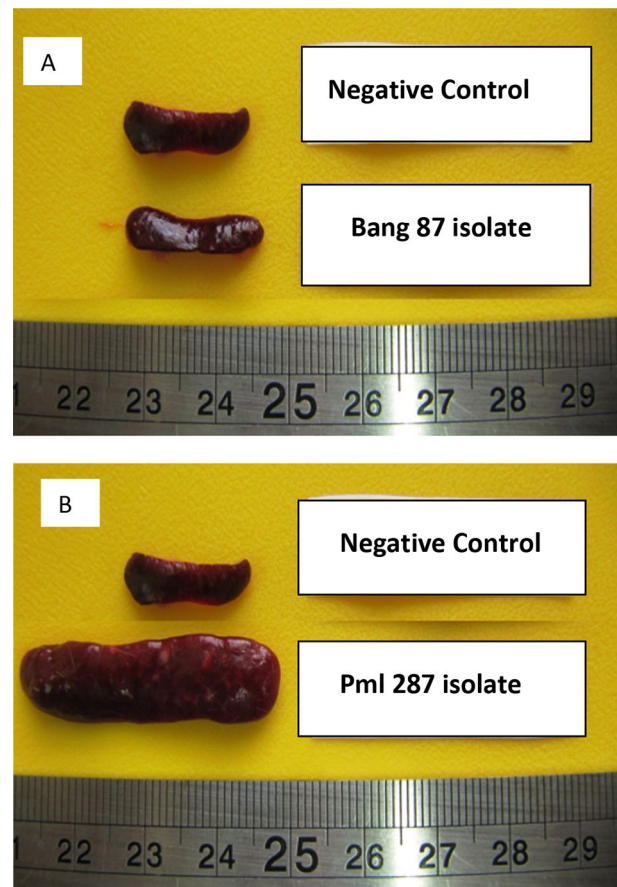 A
Negative Control
Bang 87 isolate
1 22 23 24 25 26 27 28 29
B
Negative Control
Pml 287 isolate
1 22 23 24 25 26 27 28 29